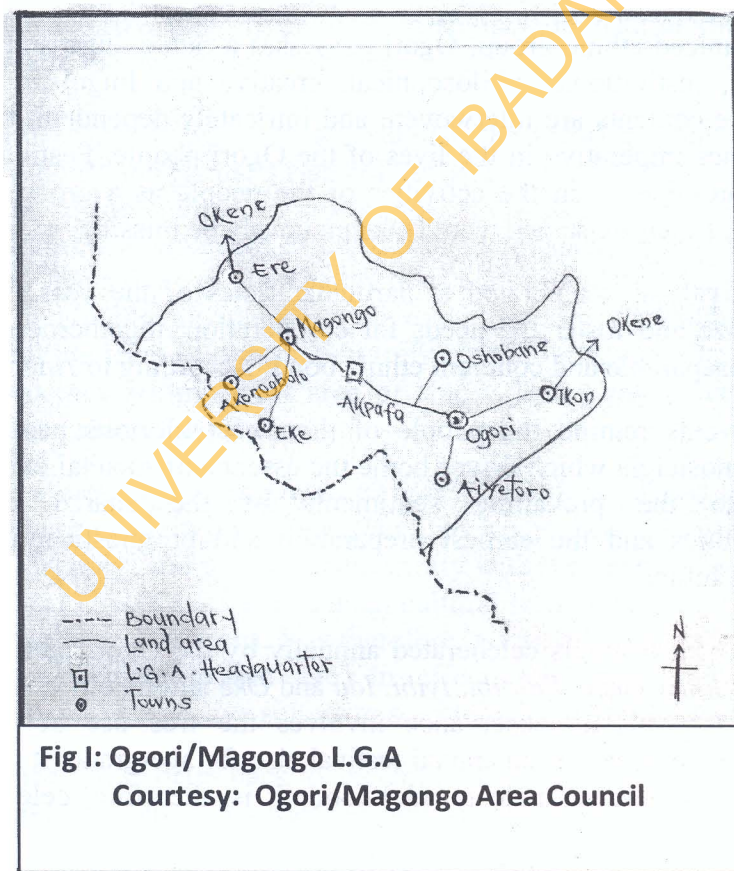 UNIVERSITY OF IBADAN
OKene
Ere
Magongo
Oshobane
OKene
Akpafa
Ikon
Ogori
Eke
Aiyetoro
Boundary
Land area
L.G.A. Headquarter
Towns
N
Fig I: Ogori/Magongo L.G.A
Courtesy: Ogori/Magongo Area Council